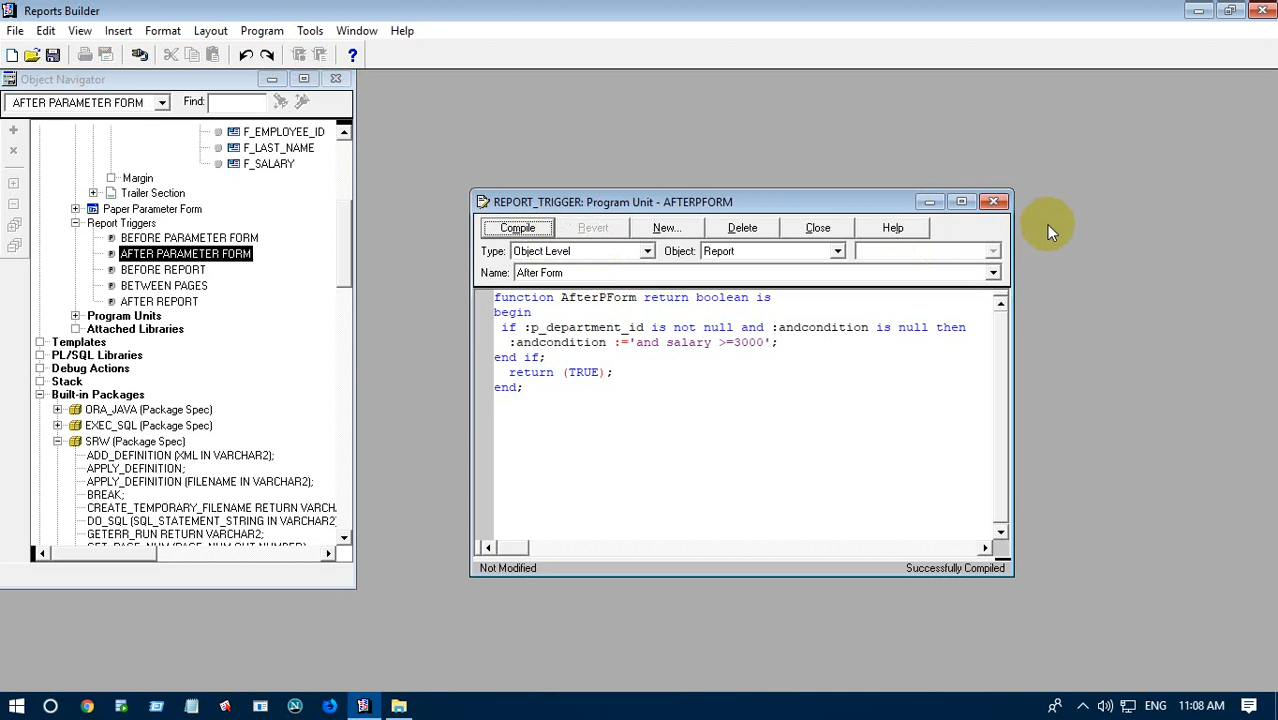 Reports Builder
File Edit View Insert Format Layout Program Tools Window Help
Object Navigator
AFTER PARAMETER FORM Find:
F_EMPLOYEE_ID
F_LAST_NAME
F_SALARY
Margin
Trailer Section
Paper Parameter Form
Report Triggers
BEFORE PARAMETER FORM
AFTER PARAMETER FORM
BEFORE REPORT
BETWEEN PAGES
AFTER REPORT
Program Units
Attached Libraries
Templates
PL/SQL Libraries
Debug Actions
Stack
Built-in Packages
ORA_JAVA (Package Spec)
EXEC_SQL (Package Spec)
SRW (Package Spec)
ADD_DEFINITION (XML IN VARCHAR2);
APPLY_DEFINITION;
APPLY_DEFINITION (FILENAME IN VARCHAR2);
BREAK;
CREATE_TEMPORARY_FILENAME RETURN VARCH
DO_SQL (SQL_STATEMENT_STRING IN VARCHAR2)
GETERR_RUN RETURN VARCHAR2;
REPORT_TRIGGER: Program Unit - AFTERPFORM
Compile Revert New... Delete Close Help
Type: Object Level Object: Report
Name: After Form
function AfterPForm return boolean is
begin
if :p_department_id is not null and :andcondition is null then
:andcondition :='and salary >=3000';
end if;
return (TRUE);
end;
Not Modified Successfully Compiled
ENG 11:08 AM